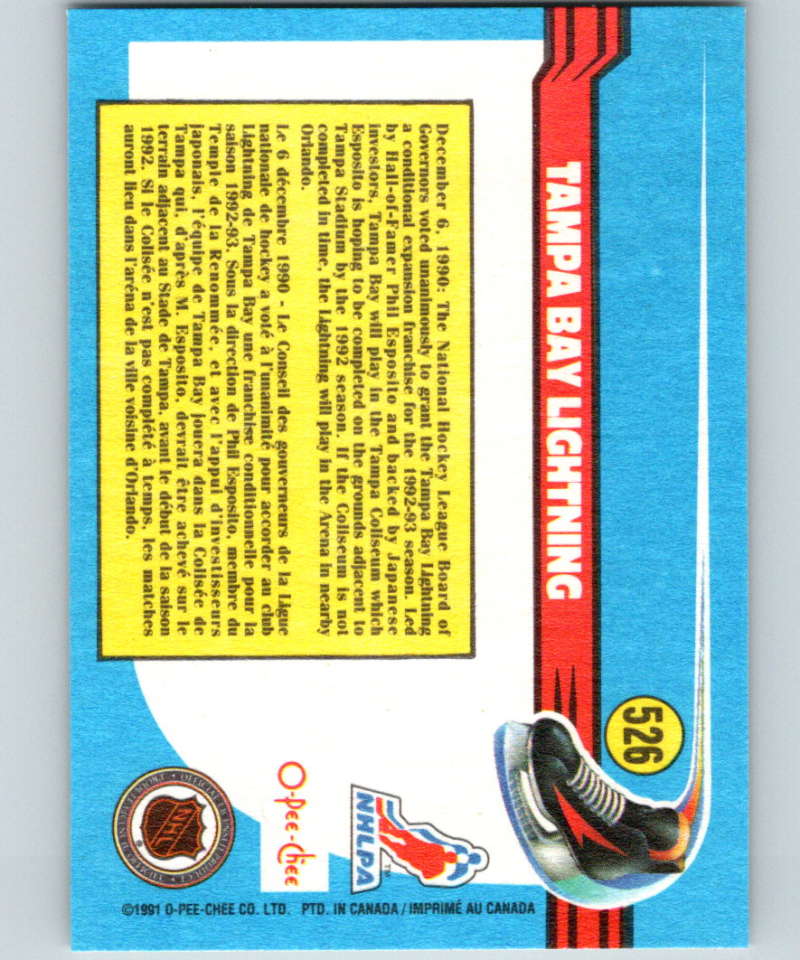 TAMPA BAY LIGHTNING
526
December 6, 1990: The National Hockey League Board of
Governors voted unanimously to grant the Tampa Bay Lightning
a conditional expansion franchise for the 1992-93 season. Led
by Hall-of-Famer Phil Esposito and backed by Japanese
investors, Tampa Bay will play in the Tampa Coliseum which
Esposito is hoping to be completed on the grounds adjacent to
Tampa Stadium by the 1992 season. If the Coliseum is not
completed in time, the Lightning will play in the Arena in nearby
Orlando.
Le 6 décembre 1990 - Le Conseil des gouverneurs de la Ligue
nationale de hockey a voté à l'unanimité pour accorder au club
Lightning de Tampa Bay une franchise conditionnelle pour la
saison 1992-93. Sous la direction de Phil Esposito, membre du
Temple de la Renommée, et avec l'appui d'investisseurs
japonais, l'équipe de Tampa Bay jouera dans la Colisée de
Tampa qui, d'après M. Esposito, devrait être achevé sur le
terrain adjacent au Stade de Tampa, avant le début de la saison
1992. Si le Colisée n'est pas complété à temps, les matches
auront lieu dans l'aréna de la ville voisine d'Orlando.
NHLPA
TM
O-Pee-Chee
NHL
©1991 O-PEE-CHEE CO. LTD. PTD. IN CANADA / IMPRIMÉ AU CANADA